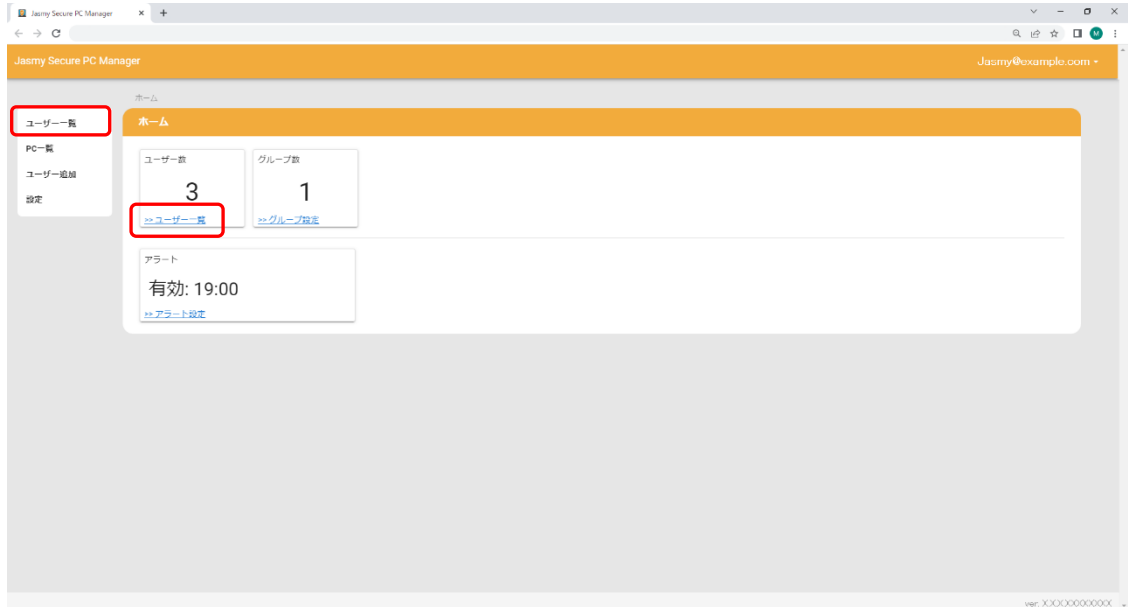 Jasmy Secure PC Manager
M
Jasmy Secure PC Manager
Jasmy@example.com
ホーム
ユーザー一覧
PC一覧
ユーザー追加
設定
ホーム
ユーザー数
3
>> ユーザー一覧
グループ数
1
>> グループ設定
アラート
有効: 19:00
>> アラート設定
ver. X.XXXXXXXXXX